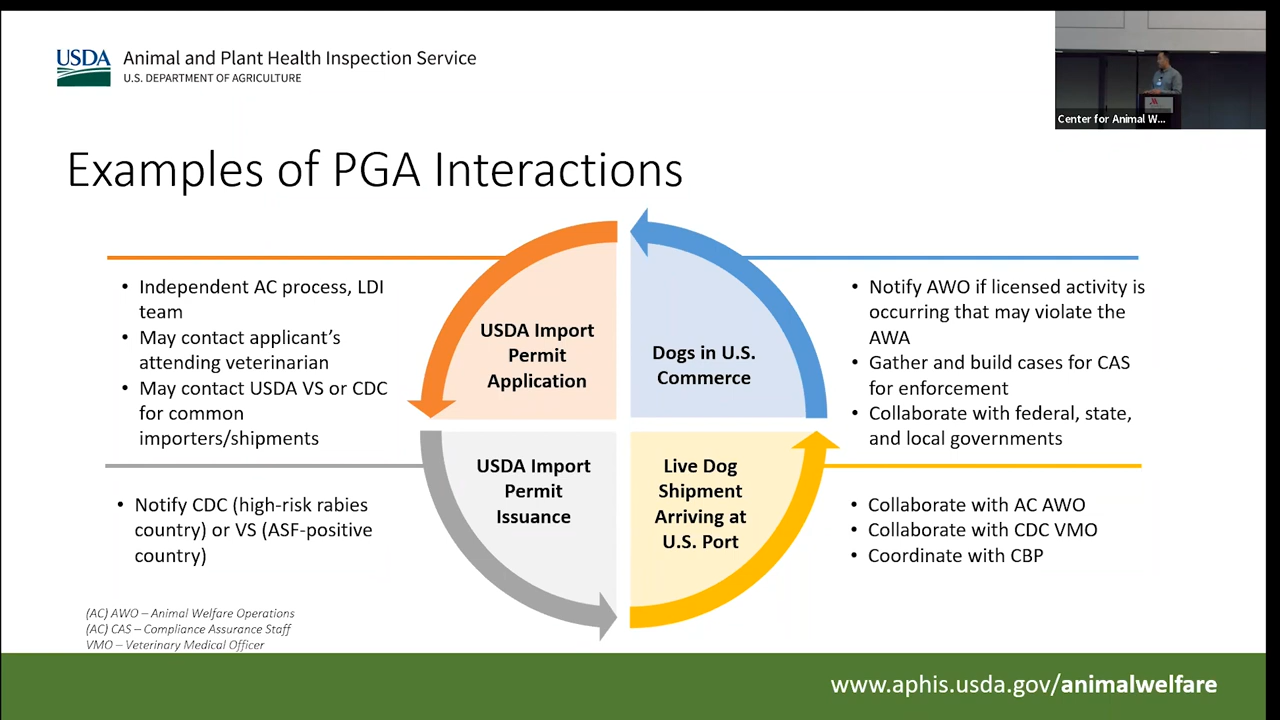 USDA Animal and Plant Health Inspection Service
U.S. DEPARTMENT OF AGRICULTURE
Center for Animal W...
Examples of PGA Interactions
• Independent AC process, LDI
team
• May contact applicant's
attending veterinarian
• May contact USDA VS or CDC
for common
importers/shipments
USDA Import
Permit
Application
Dogs in U.S.
Commerce
• Notify AWO if licensed activity is
occurring that may violate the
AWA
• Gather and build cases for CAS
for enforcement
• Collaborate with federal, state,
and local governments
• Notify CDC (high-risk rabies
country) or VS (ASF-positive
country)
USDA Import
Permit
Issuance
Live Dog
Shipment
Arriving at
U.S. Port
• Collaborate with AC AWO
• Collaborate with CDC VMO
• Coordinate with CBP
(AC) AWO – Animal Welfare Operations
(AC) CAS – Compliance Assurance Staff
VMO – Veterinary Medical Officer
www.aphis.usda.gov/animalwelfare